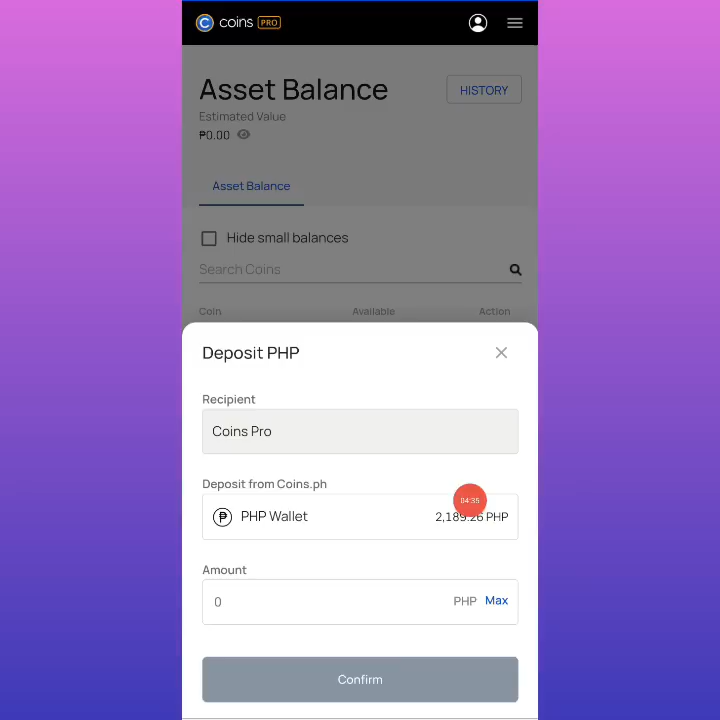 coins PRO
Asset Balance
HISTORY
Estimated Value
₱0.00
Asset Balance
Hide small balances
Search Coins
Coin Available Action
Deposit PHP
Recipient
Coins Pro
Deposit from Coins.ph
04:35
PHP Wallet 2,189.26 PHP
Amount
0 PHP Max
Confirm